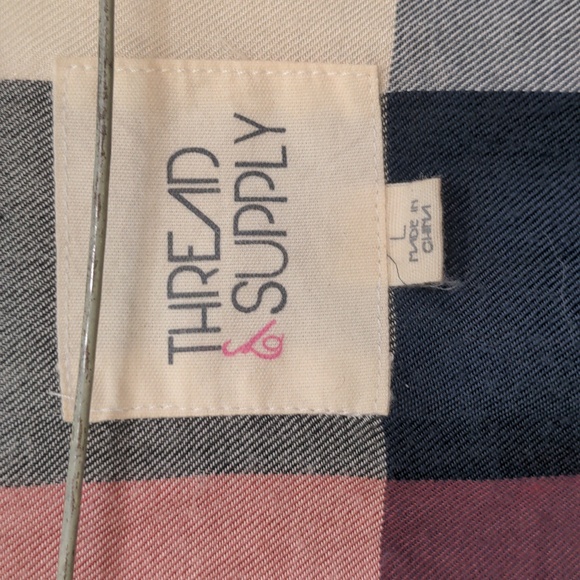 THREAD
& SUPPLY
L
MADE IN
CHINA